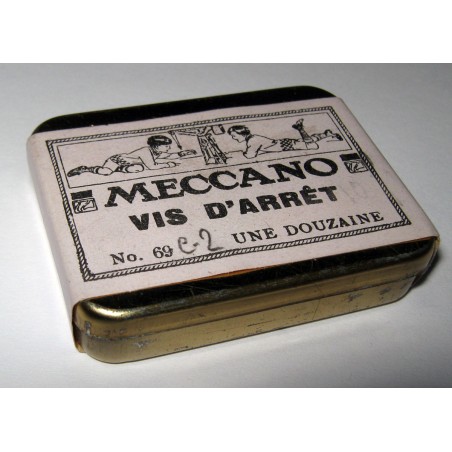 MECCANO
VIS D'ARRÊT
No. 69 C-2 UNE DOUZAINE